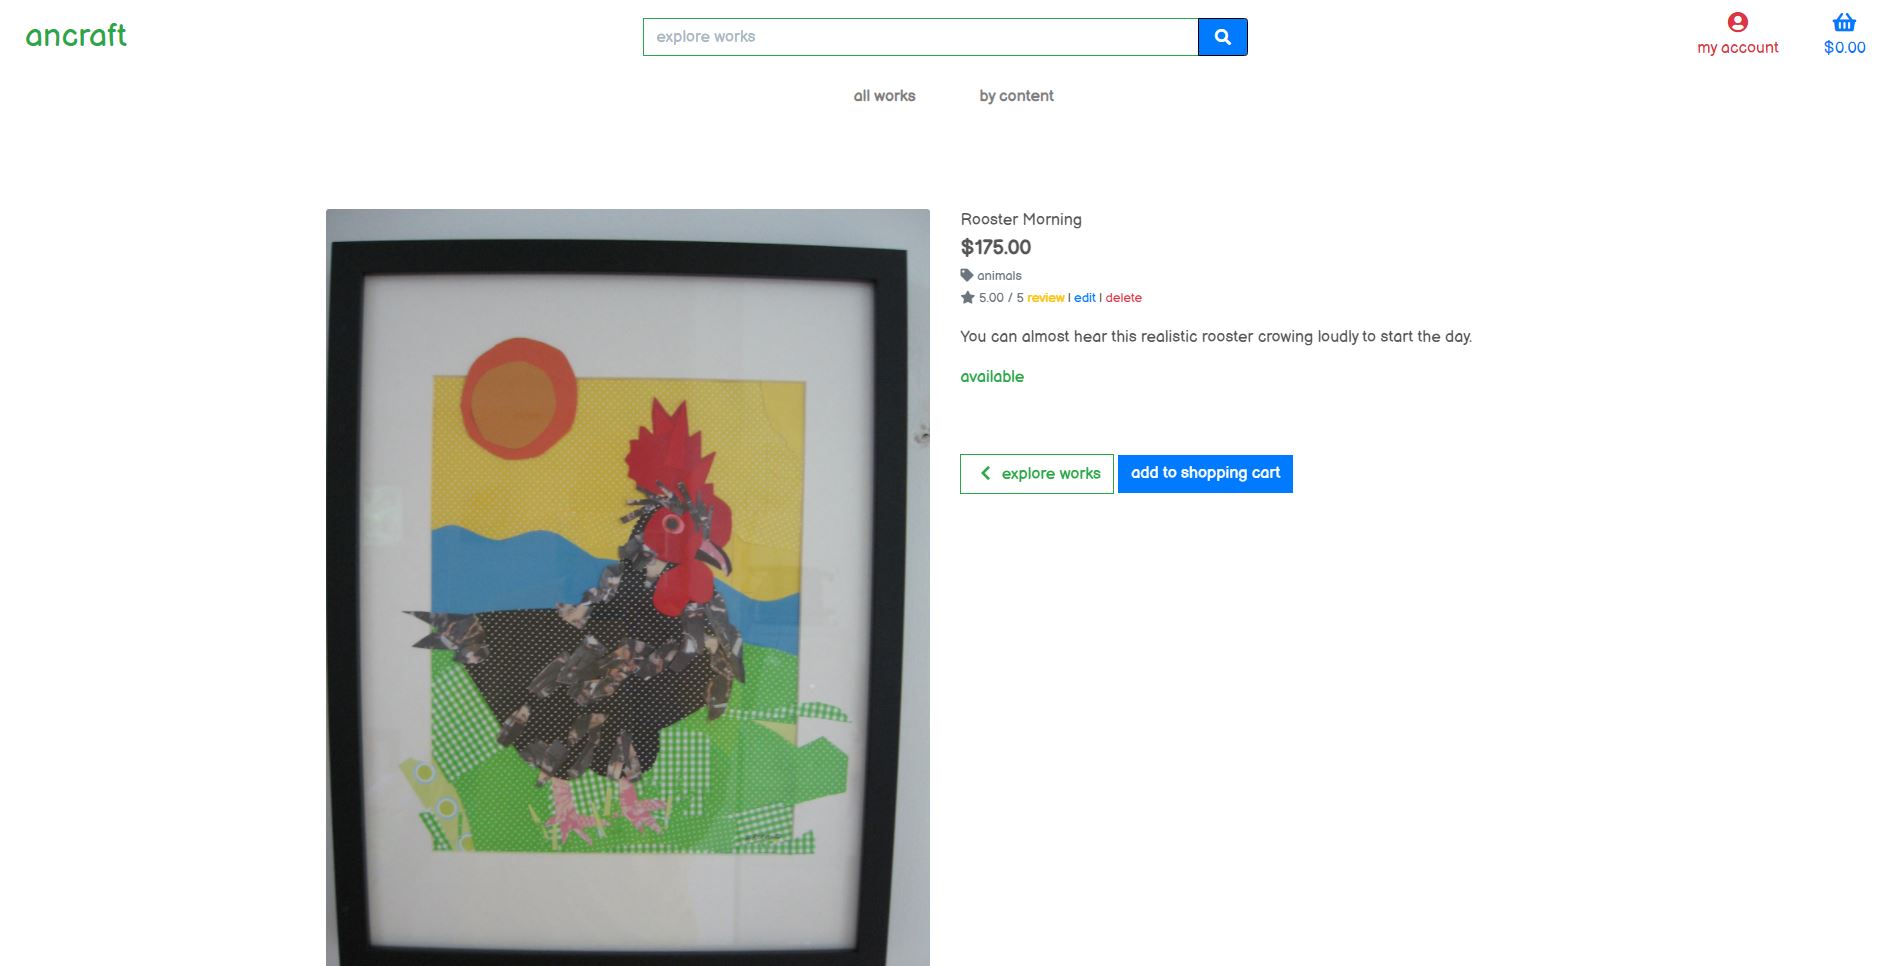 ancraft
explore works
my account
$0.00
all works
by content
Rooster Morning
$175.00
animals
5.00 / 5 review | edit | delete
You can almost hear this realistic rooster crowing loudly to start the day.
available
explore works
add to shopping cart